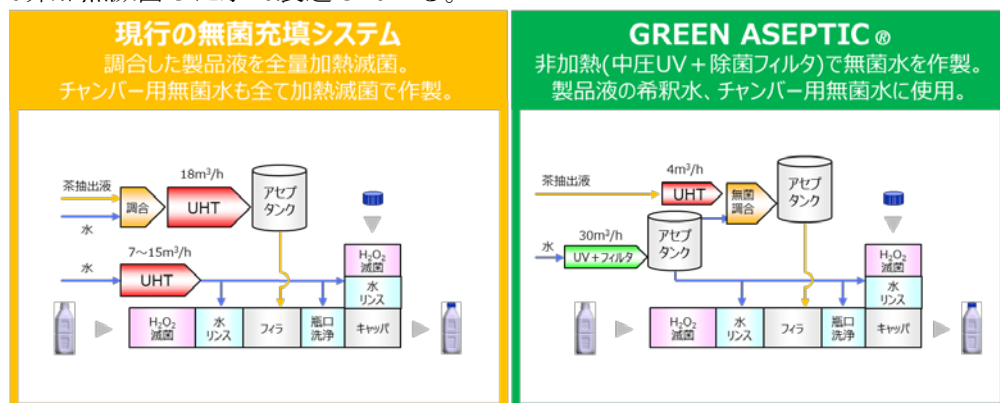 現行の無菌充填システム
調合した製品液を全量加熱滅菌。
チャンバー用無菌水も全て加熱滅菌で作製。
茶抽出液
水
調合
18m³/h
UHT
アセプ
タンク
7～15m³/h
水
UHT
H₂O₂
滅菌
水
リンス
H₂O₂
滅菌
水
リンス
フィラ
瓶口
洗浄
キャッパ
GREEN ASEPTIC®
非加熱(中圧UV＋除菌フィルタ)で無菌水を作製。
製品液の希釈水、チャンバー用無菌水に使用。
茶抽出液
4m³/h
UHT
無菌
調合
アセプ
タンク
30m³/h
水
UV＋フィルタ
アセプ
タンク
H₂O₂
滅菌
水
リンス
H₂O₂
滅菌
水
リンス
フィラ
瓶口
洗浄
キャッパ